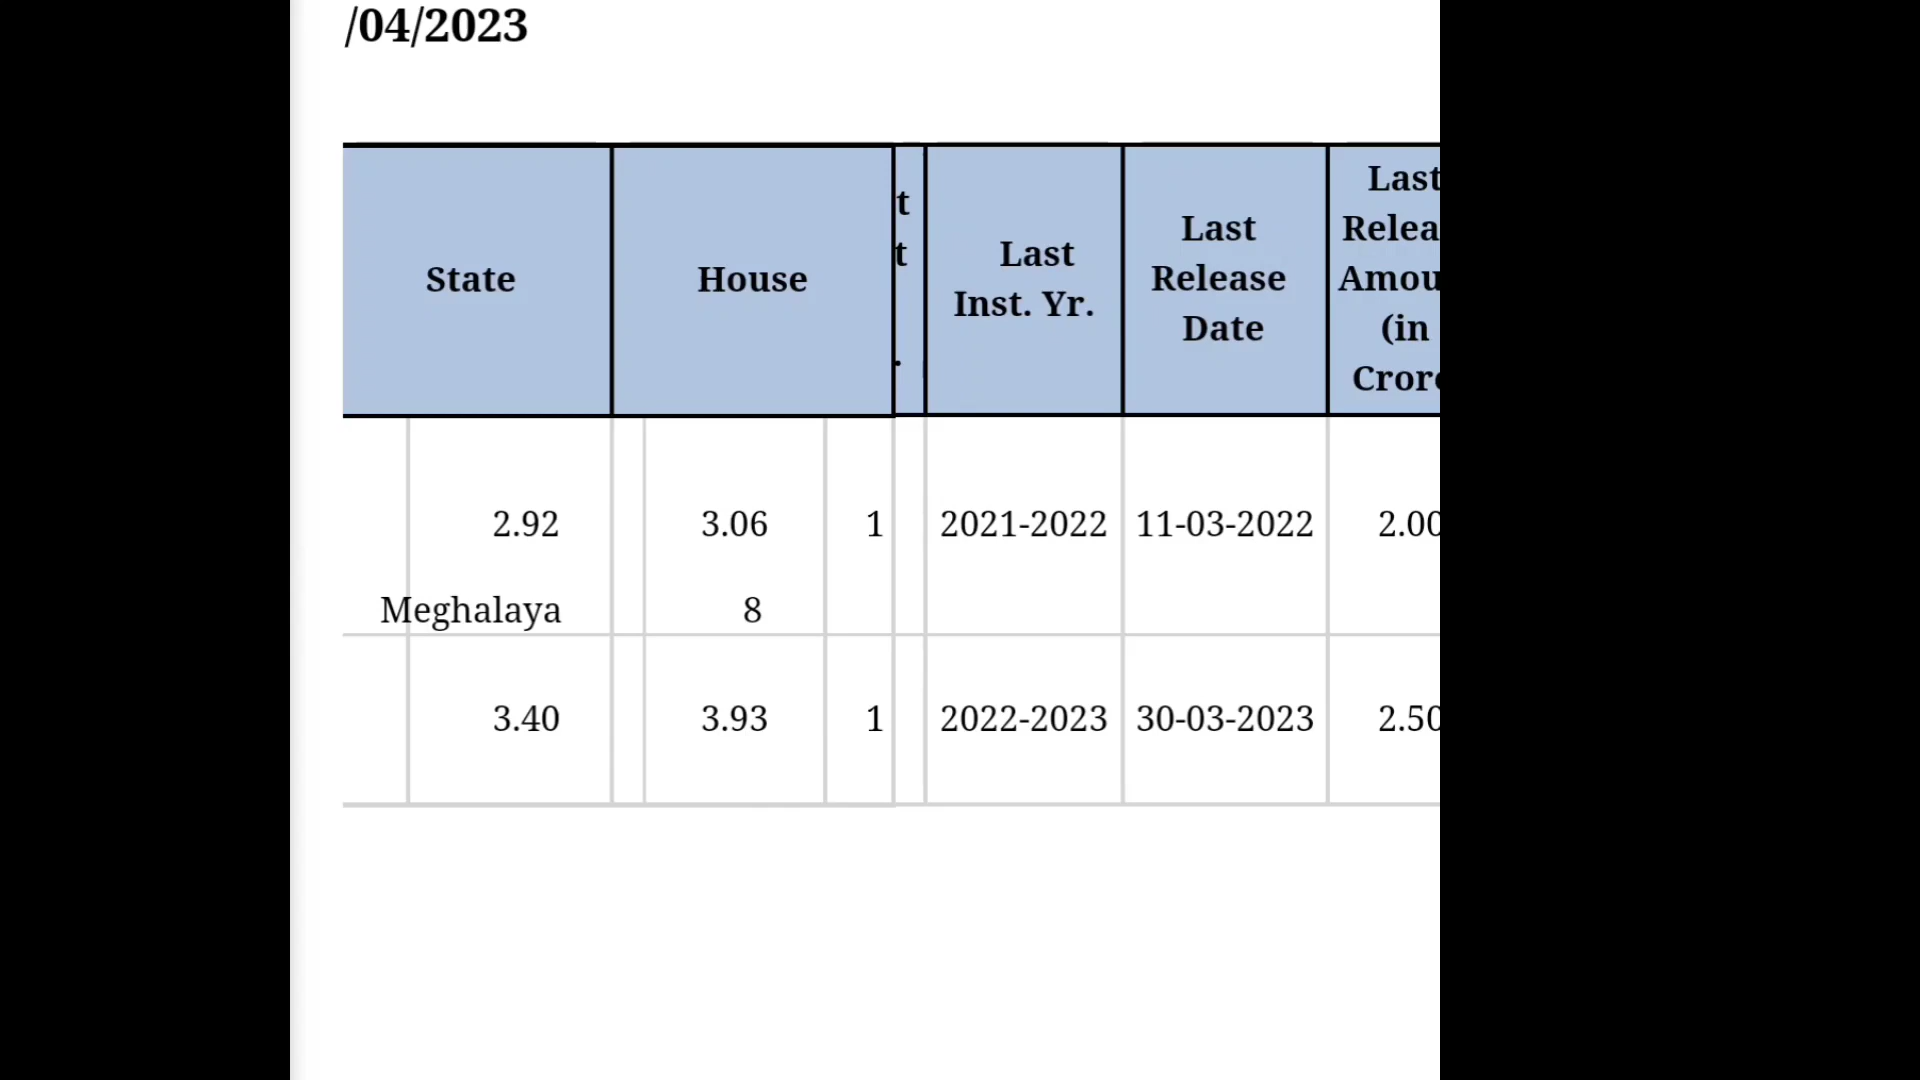 /04/2023
State
House
t
t
.
Last
Inst. Yr.
Last
Release
Date
Last
Relea
Amou
(in
Cror
2.92 3.06 1 2021-2022 11-03-2022 2.00
Meghalaya 8
3.40 3.93 1 2022-2023 30-03-2023 2.50